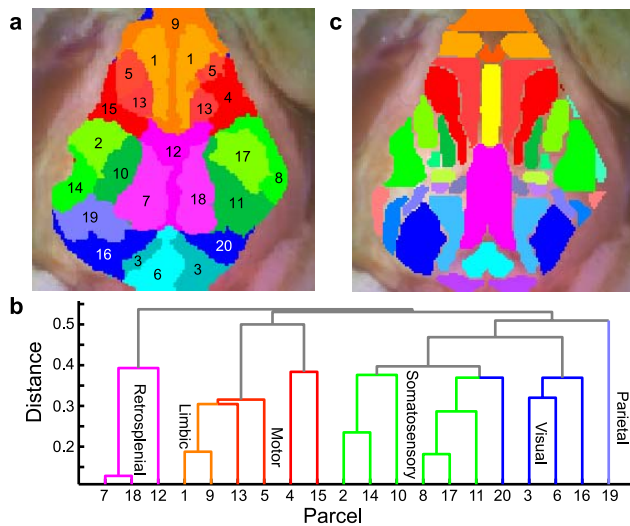 a
c
9
1 1
5 5
13 13 4
15
2 12 17
10 8
14 7 18 11
19
16 3 3 20
6
b
Distance
0.5
0.4
0.3
0.2
Retrosplenial
Limbic
Motor
Somatosensory
Visual
Parietal
7 18 12 1 9 13 5 4 15 2 14 10 8 17 11 20 3 6 16 19
Parcel